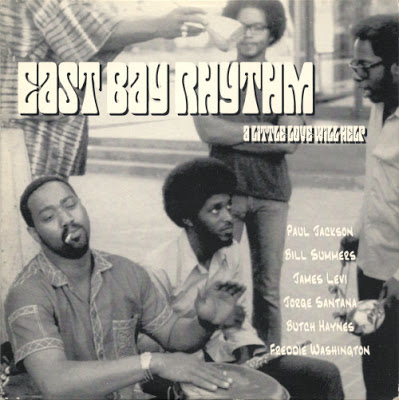 EAST BAY RHYTHM
A LITTLE LOVE WILL HELP
Paul Jackson
Bill Summers
James Levi
Jorge Santana
Butch Haynes
Freddie Washington